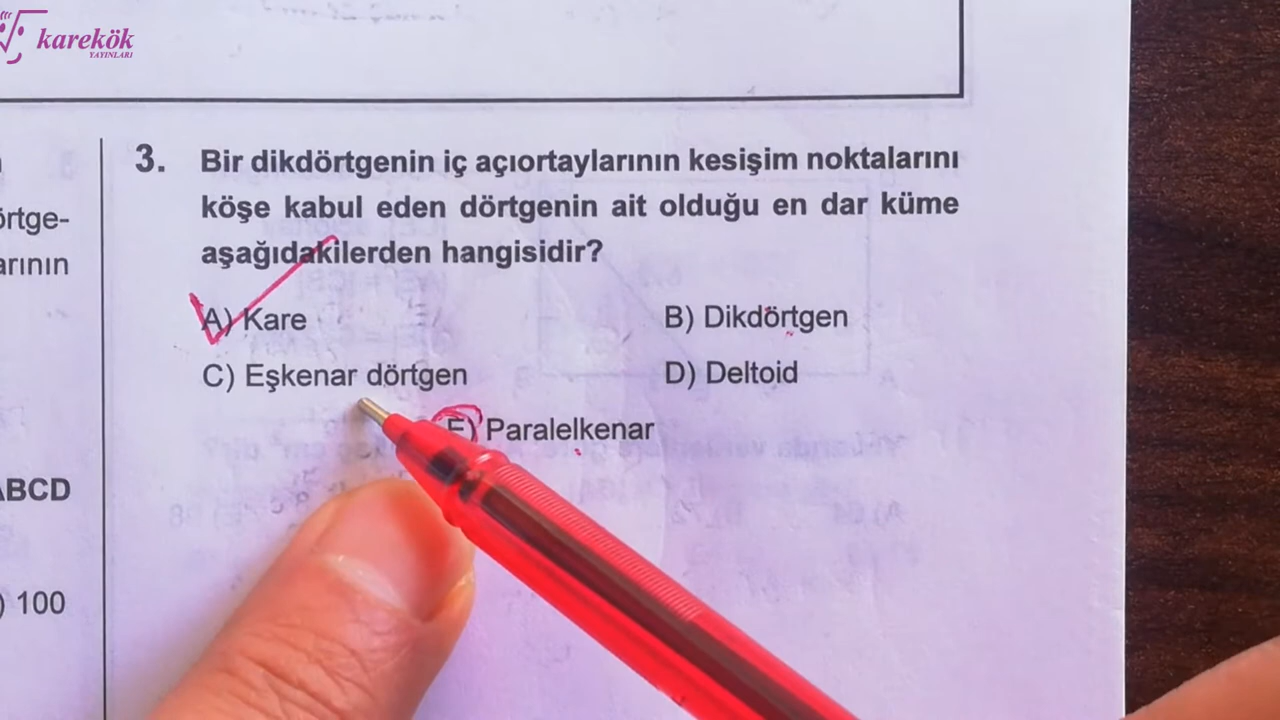 karekök
YAYINLARI
örtge-
arının
ABCD
) 100
3. Bir dikdörtgenin iç açıortaylarının kesişim noktalarını
köşe kabul eden dörtgenin ait olduğu en dar küme
aşağıdakilerden hangisidir?
A) Kare
B) Dikdörtgen
C) Eşkenar dörtgen
D) Deltoid
E) Paralelkenar